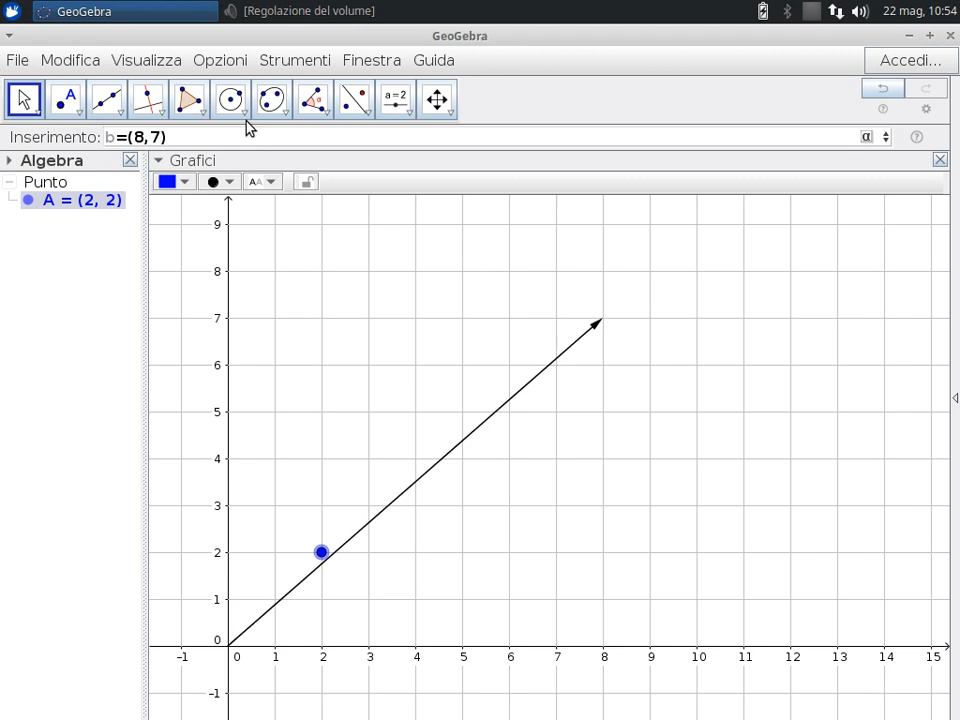 GeoGebra
[Regolazione del volume]
22 mag, 10:54
GeoGebra
File Modifica Visualizza Opzioni Strumenti Finestra Guida
Accedi...
A
α
a=2
Inserimento: b=(8,7)
α
Algebra
Grafici
Punto
A = (2, 2)
AA
9
8
7
6
5
4
3
2
1
0
-1
-1 0 1 2 3 4 5 6 7 8 9 10 11 12 13 14 15